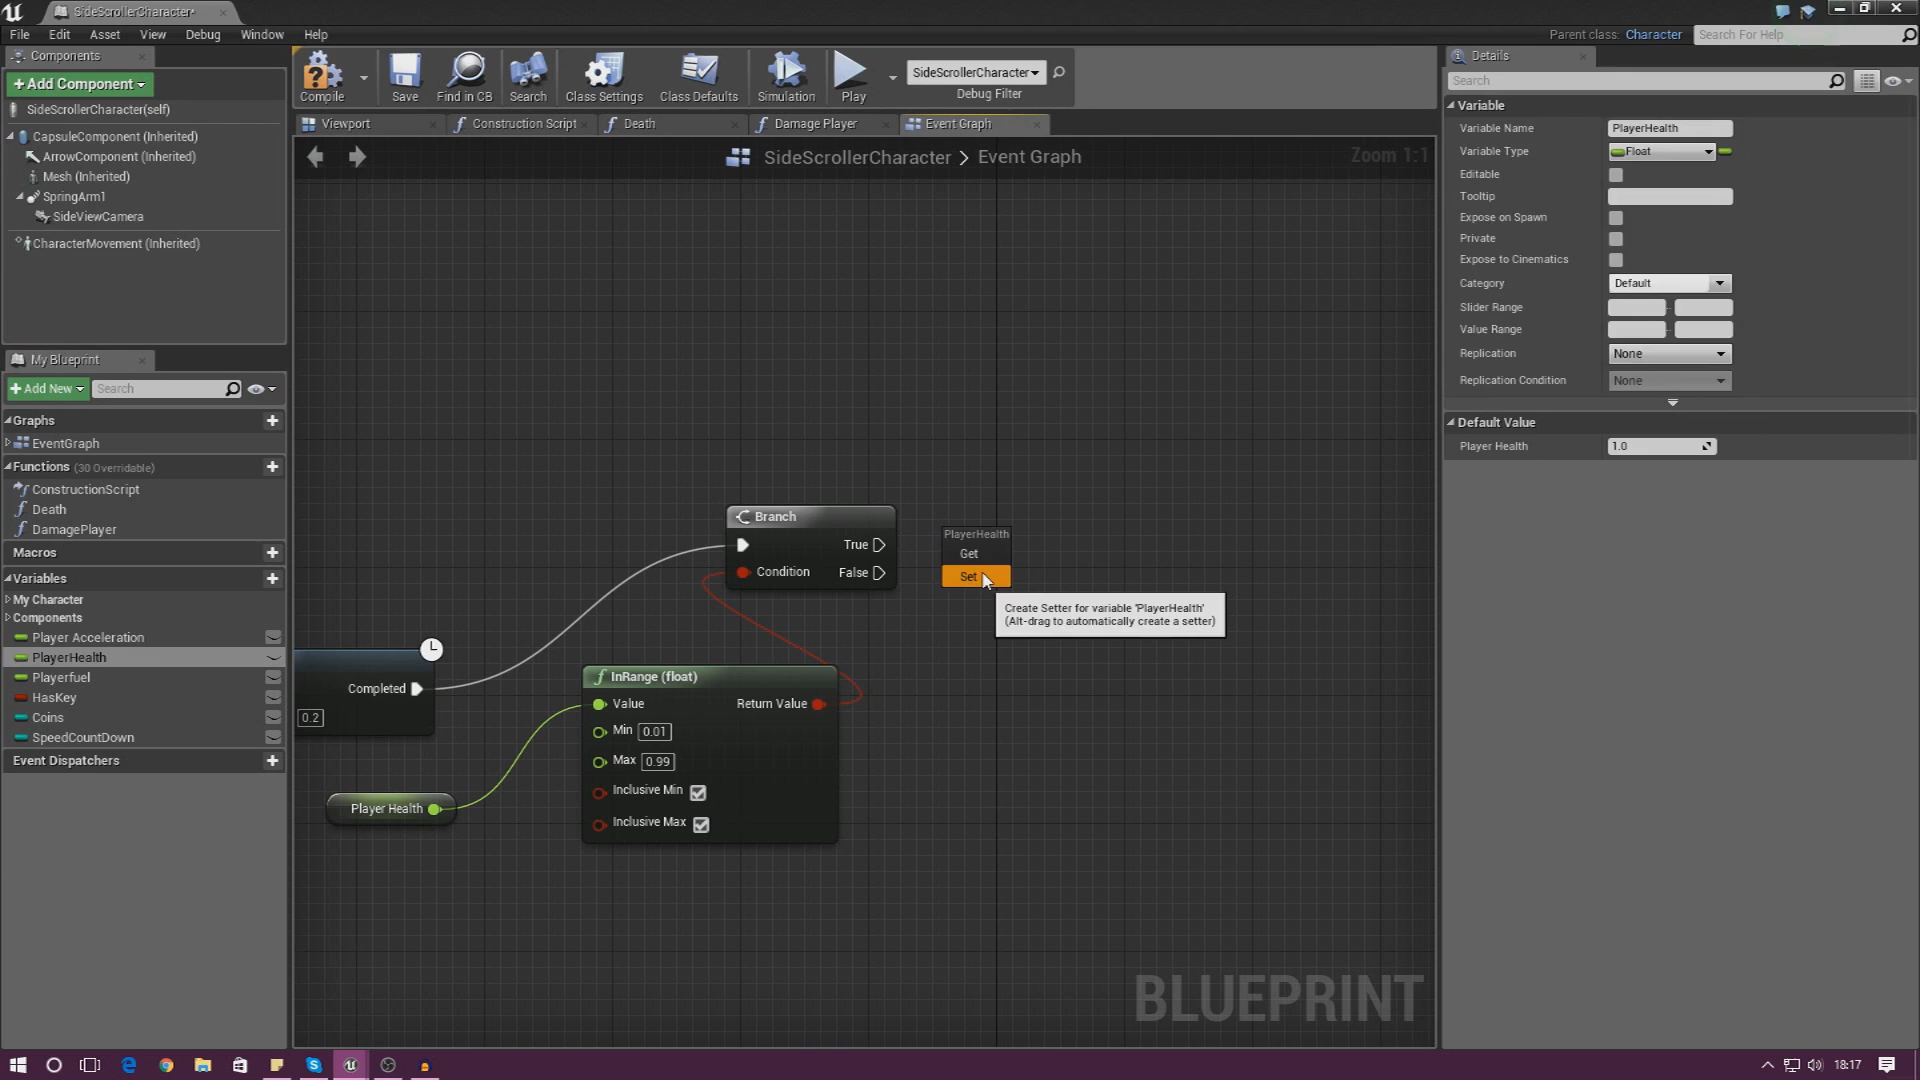 SideScrollerCharacter*
File Edit Asset View Debug Window Help
Parent class: Character
Search For Help
Components
+Add Component
SideScrollerCharacter(self)
CapsuleComponent (Inherited)
ArrowComponent (Inherited)
Mesh (Inherited)
SpringArm1
SideViewCamera
CharacterMovement (Inherited)
My Blueprint
+Add New
Search
Graphs
EventGraph
Functions (30 Overridable)
ConstructionScript
Death
DamagePlayer
Macros
Variables
My Character
Components
Player Acceleration
PlayerHealth
Playerfuel
HasKey
Coins
SpeedCountDown
Event Dispatchers
Compile
Save
Find in CB
Search
Class Settings
Class Defaults
Simulation
Play
SideScrollerCharacter
Debug Filter
Viewport
Construction Script
Death
Damage Player
Event Graph
SideScrollerCharacter > Event Graph
Zoom 1:1
Branch
True
Condition
False
PlayerHealth
Get
Set
Create Setter for variable 'PlayerHealth'
(Alt-drag to automatically create a setter)
Completed
0.2
InRange (float)
Value
Return Value
Min 0.01
Max 0.99
Inclusive Min
Inclusive Max
Player Health
BLUEPRINT
Details
Search
Variable
Variable Name PlayerHealth
Variable Type Float
Editable
Tooltip
Expose on Spawn
Private
Expose to Cinematics
Category Default
Slider Range
Value Range
Replication None
Replication Condition None
Default Value
Player Health 1.0
18:17